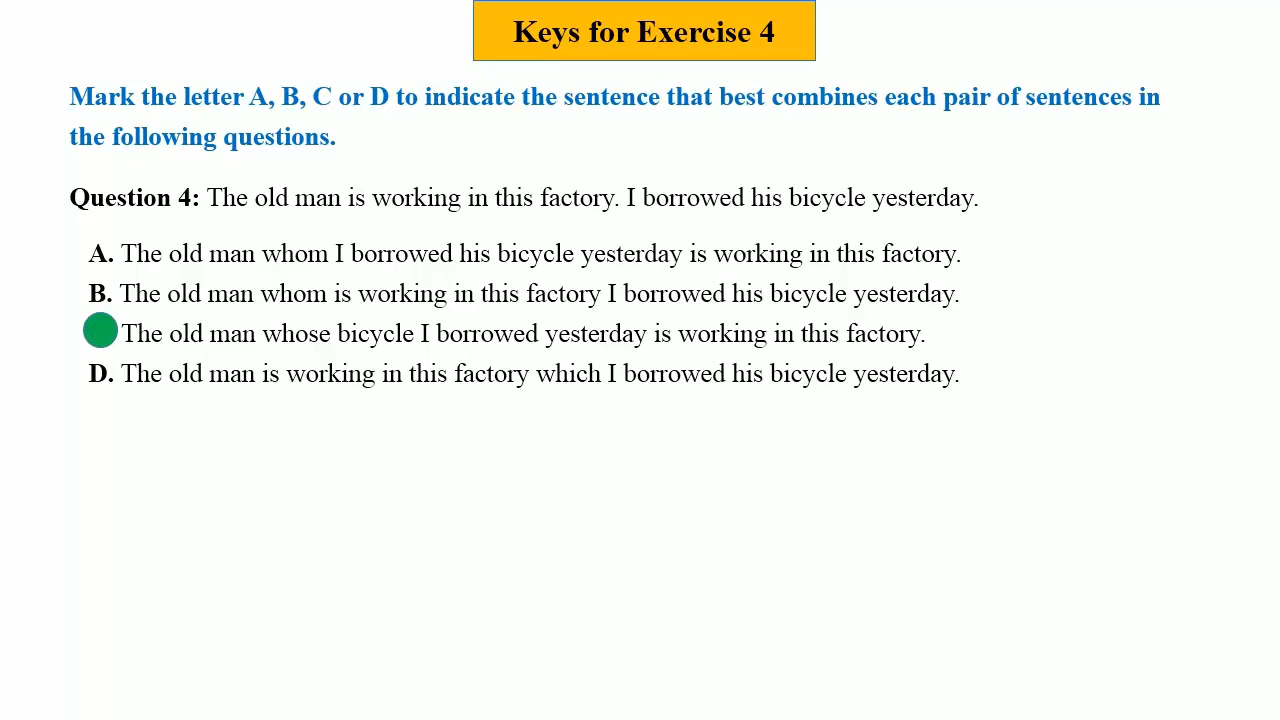 Keys for Exercise 4
Mark the letter A, B, C or D to indicate the sentence that best combines each pair of sentences in
the following questions.
Question 4: The old man is working in this factory. I borrowed his bicycle yesterday.
A. The old man whom I borrowed his bicycle yesterday is working in this factory.
B. The old man whom is working in this factory I borrowed his bicycle yesterday.
The old man whose bicycle I borrowed yesterday is working in this factory.
D. The old man is working in this factory which I borrowed his bicycle yesterday.